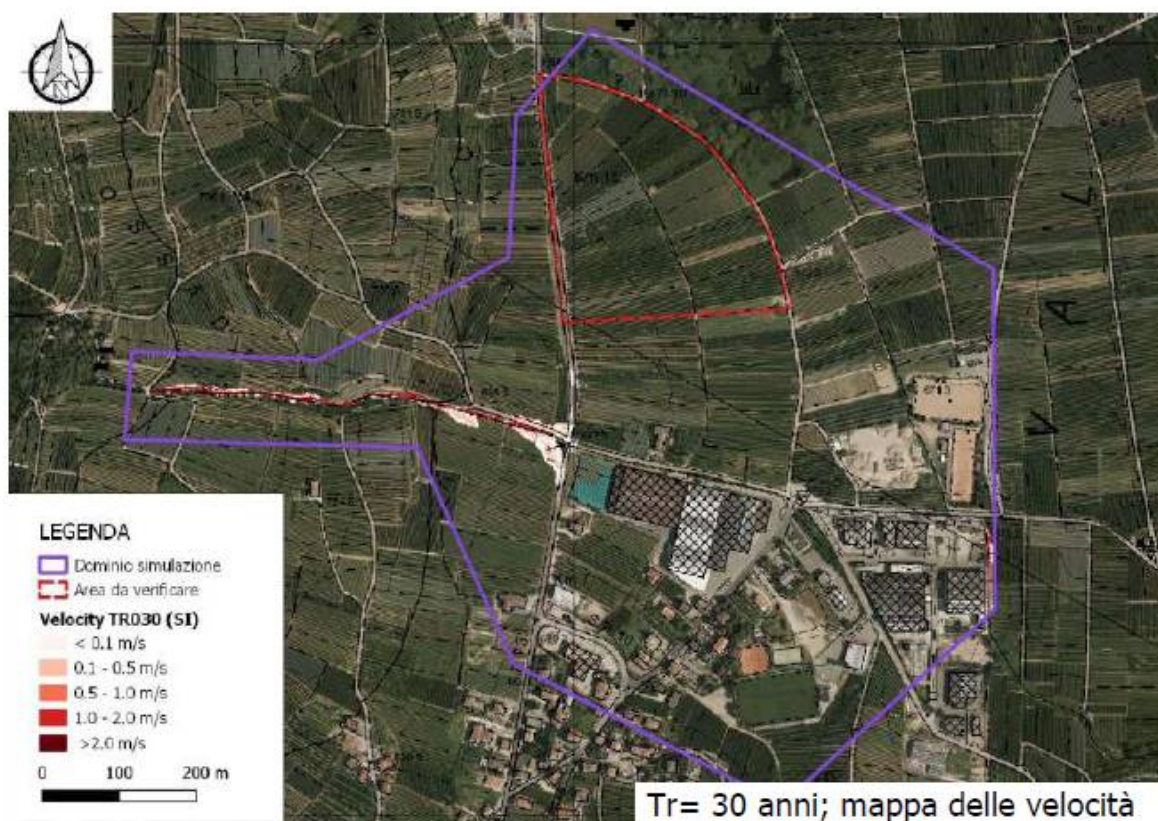 N
LEGENDA
Dominio simulazione
Area da verificare
Velocity TR030 (SI)
< 0.1 m/s
0.1 - 0.5 m/s
0.5 - 1.0 m/s
1.0 - 2.0 m/s
>2.0 m/s
0 100 200 m
Tr= 30 anni; mappa delle velocità